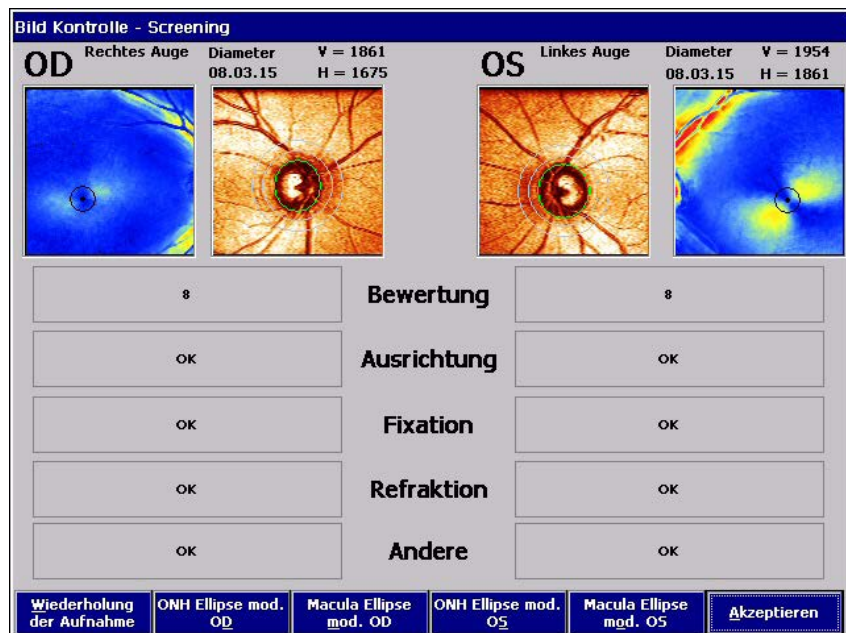 Bild Kontrolle - Screening
OD Rechtes Auge Diameter V = 1861
08.03.15 H = 1675
OS Linkes Auge Diameter V = 1954
08.03.15 H = 1861
8 Bewertung 8
OK Ausrichtung OK
OK Fixation OK
OK Refraktion OK
OK Andere OK
Wiederholung der Aufnahme
ONH Ellipse mod. OD
Macula Ellipse mod. OD
ONH Ellipse mod. OS
Macula Ellipse mod. OS
Akzeptieren